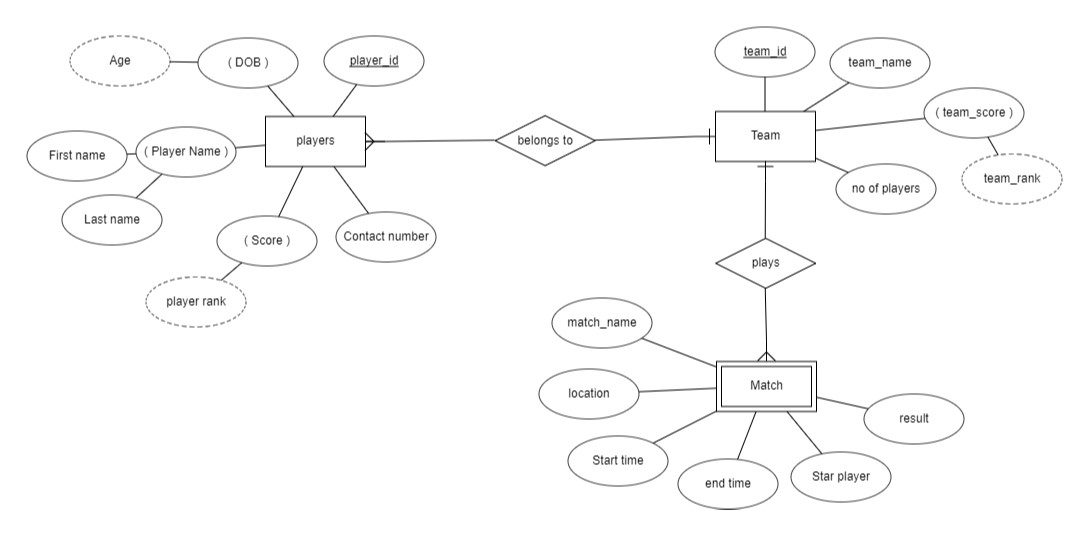 Age
( DOB )
player_id
team_id
team_name
players
belongs to
Team
( team_score )
First name
( Player Name )
team_rank
no of players
Last name
( Score )
Contact number
player rank
plays
match_name
location
Match
result
Start time
end time
Star player